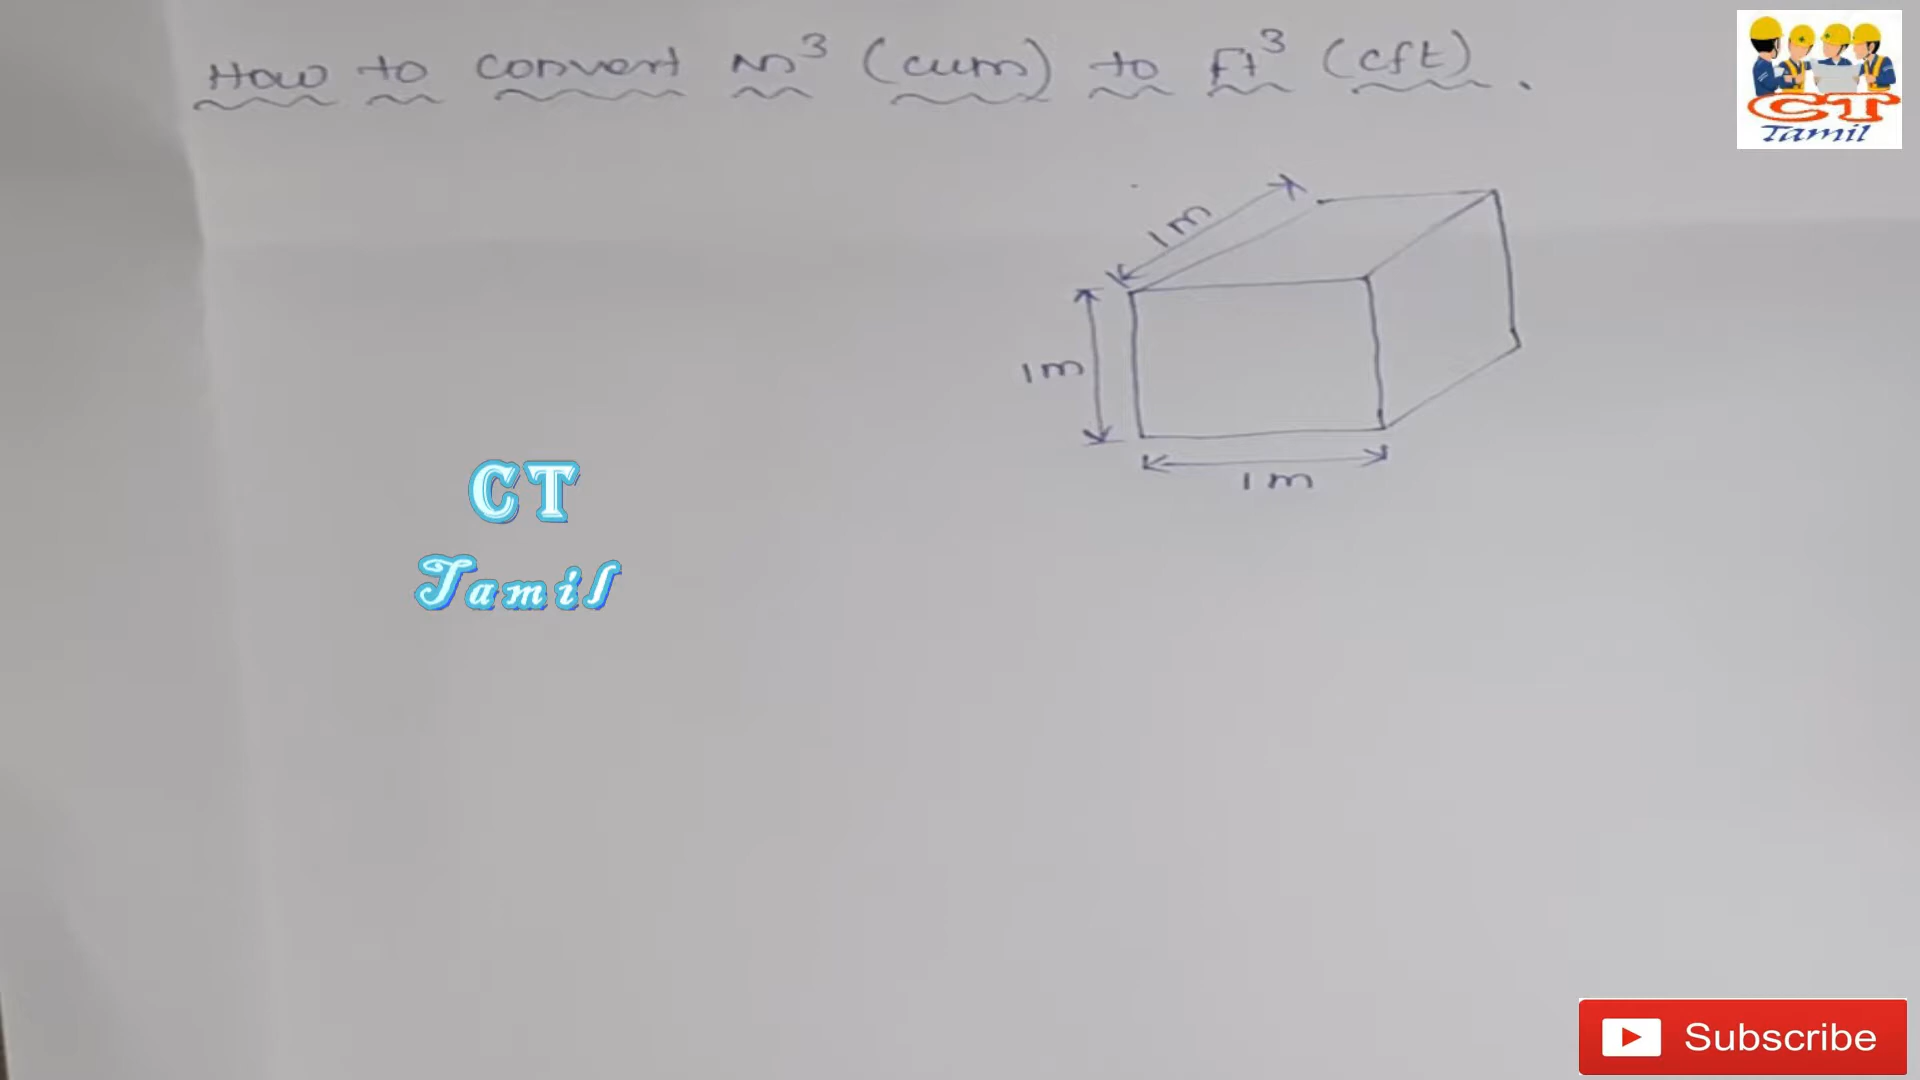 How to convert m³ (cum) to Ft³ (cft).
CT
Tamil
1m
1m
1m
CT
Tamil
Subscribe